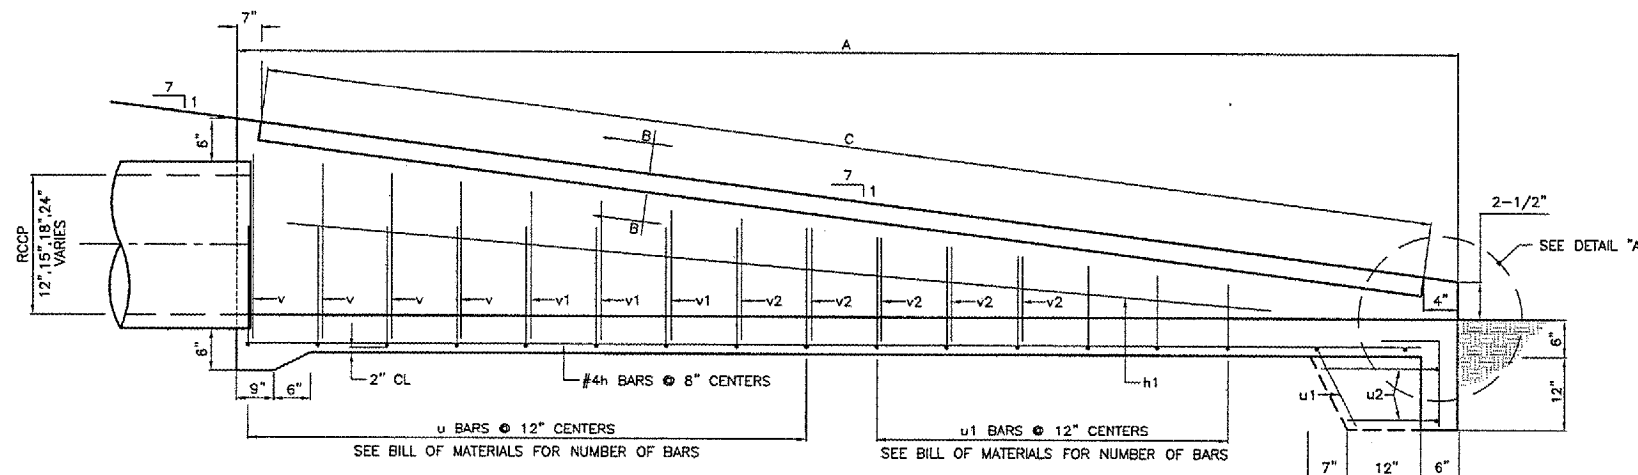 7"
A
7
1
6"
B
C
7
1
B
2-1/2"
SEE DETAIL "A
RCCP
12",15",18",24"
VARIES
v
v
v
v
v1
v1
v1
v2
v2
v2
v2
v2
4"
6"
6"
2" CL
#4h BARS @ 8" CENTERS
h1
u1
u2
12"
9"
6"
u BARS @ 12" CENTERS
SEE BILL OF MATERIALS FOR NUMBER OF BARS
u1 BARS @ 12" CENTERS
SEE BILL OF MATERIALS FOR NUMBER OF BARS
7"
12"
6"